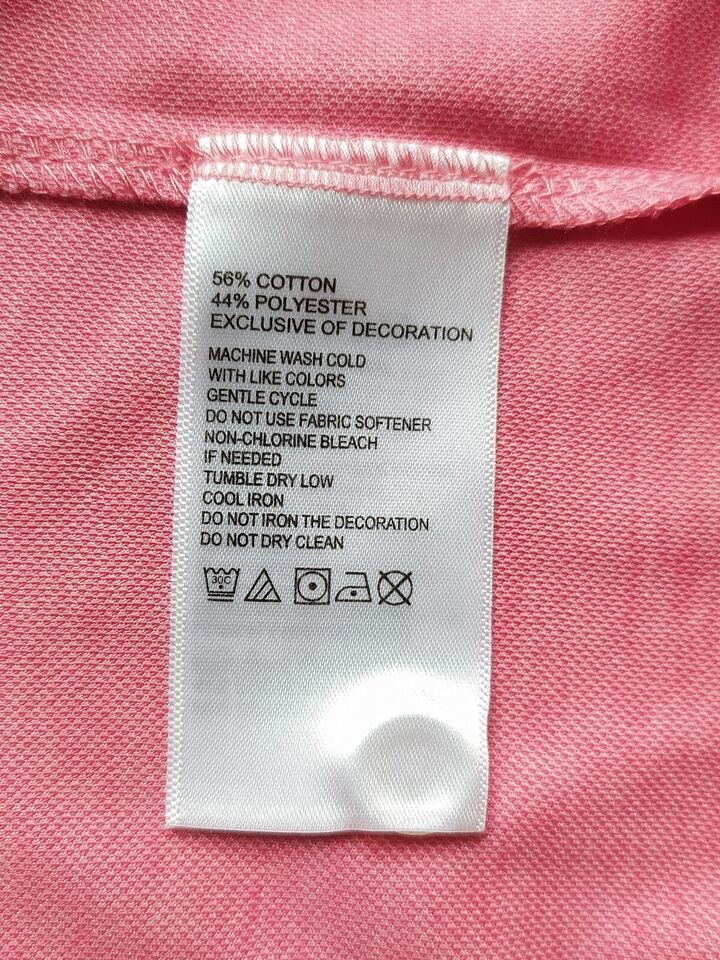 56% COTTON
44% POLYESTER
EXCLUSIVE OF DECORATION
MACHINE WASH COLD
WITH LIKE COLORS
GENTLE CYCLE
DO NOT USE FABRIC SOFTENER
NON-CHLORINE BLEACH
IF NEEDED
TUMBLE DRY LOW
COOL IRON
DO NOT IRON THE DECORATION
DO NOT DRY CLEAN
30C